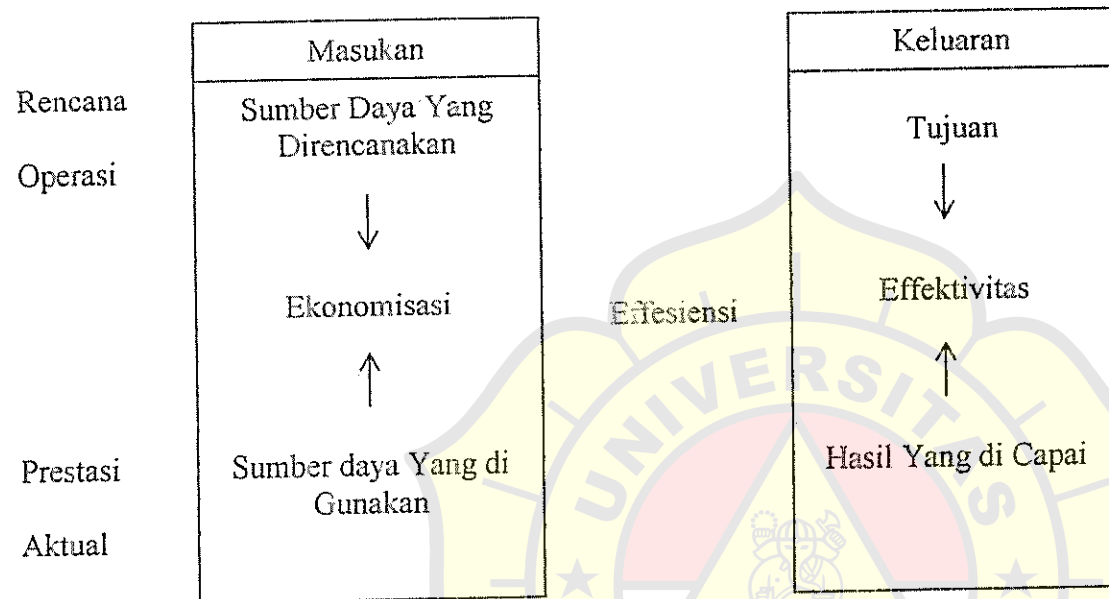 Masukan
Keluaran
Rencana
Sumber Daya Yang
Direncanakan
Tujuan
Operasi
Ekonomisasi
Effesiensi
Effektivitas
UNIVERSITAS
Prestasi
Sumber daya Yang di
Gunakan
Hasil Yang di Capai
Aktual